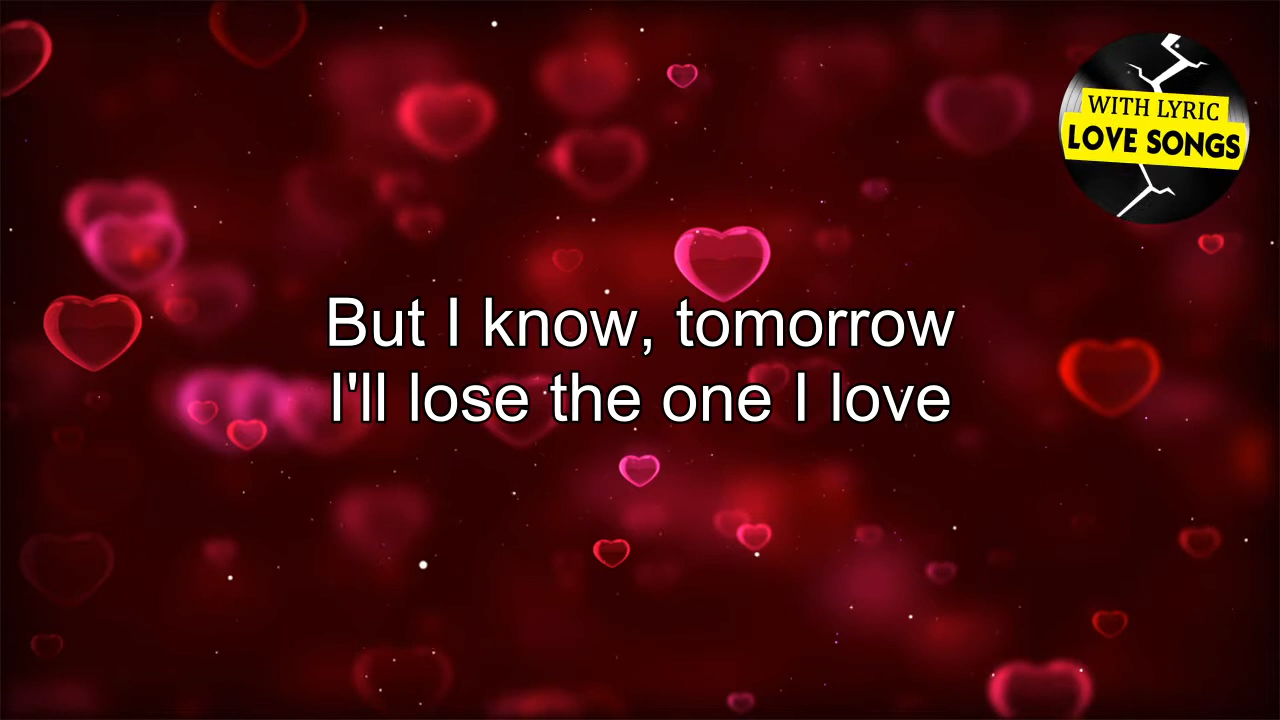 WITH LYRIC
LOVE SONGS
But I know, tomorrow
I'll lose the one I love